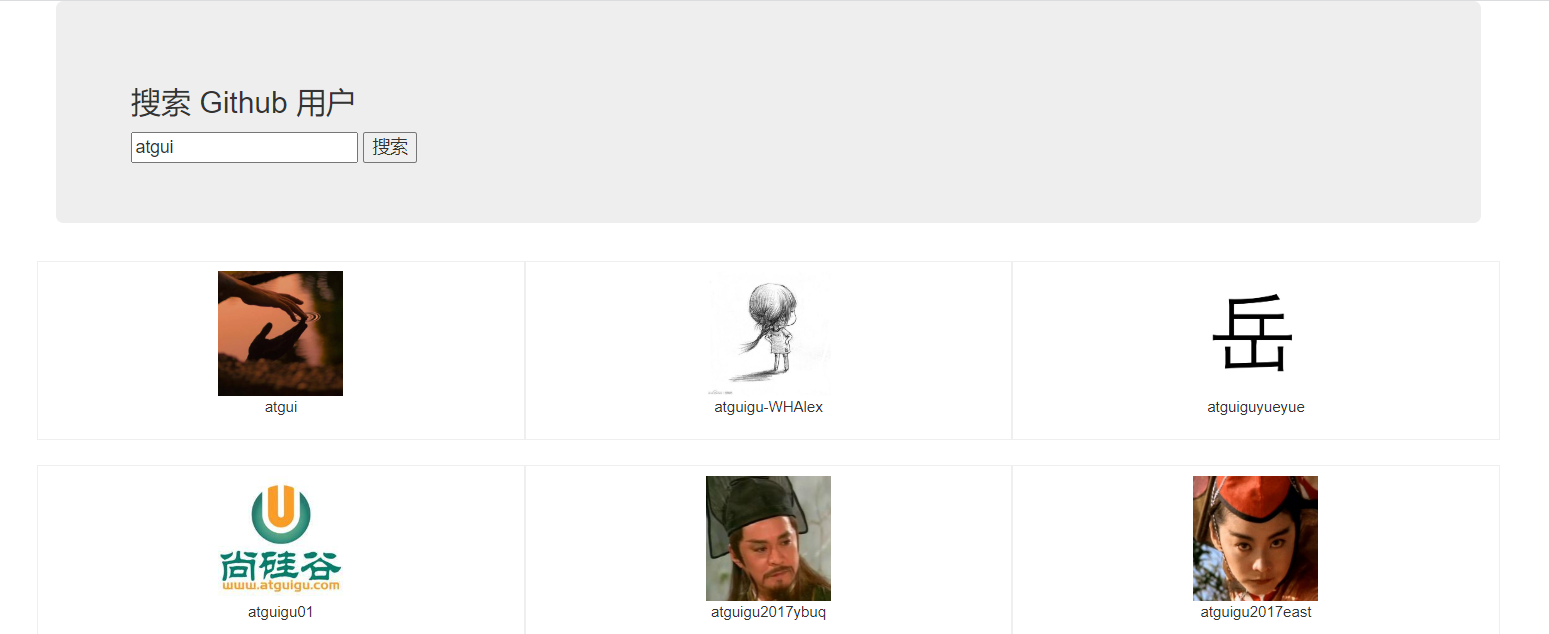 搜索 Github 用户
atgui
搜索
岳
atgui
atguigu-WHAlex
atguiguyueyue
尚硅谷
www.atguigu.com
atguigu01
atguigu2017ybuq
atguigu2017east